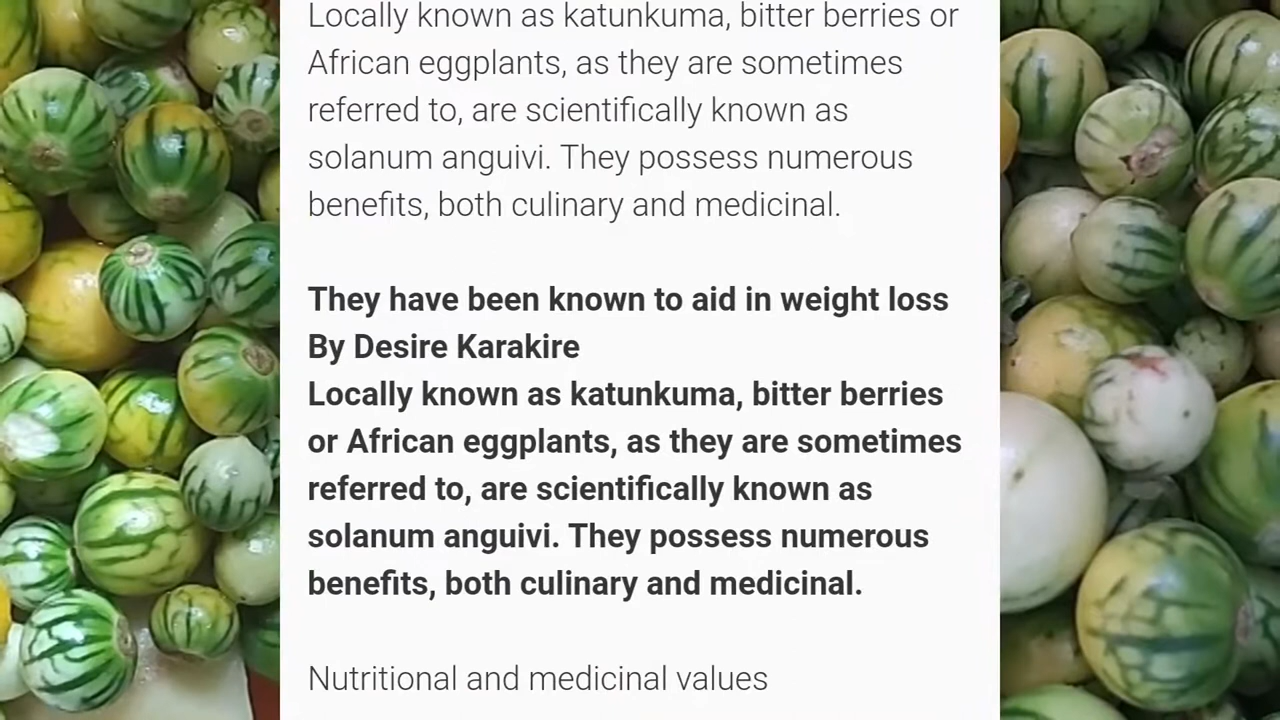 Locally known as katunkuma, bitter berries or
African eggplants, as they are sometimes
referred to, are scientifically known as
solanum anguivi. They possess numerous
benefits, both culinary and medicinal.
They have been known to aid in weight loss
By Desire Karakire
Locally known as katunkuma, bitter berries
or African eggplants, as they are sometimes
referred to, are scientifically known as
solanum anguivi. They possess numerous
benefits, both culinary and medicinal.
Nutritional and medicinal values